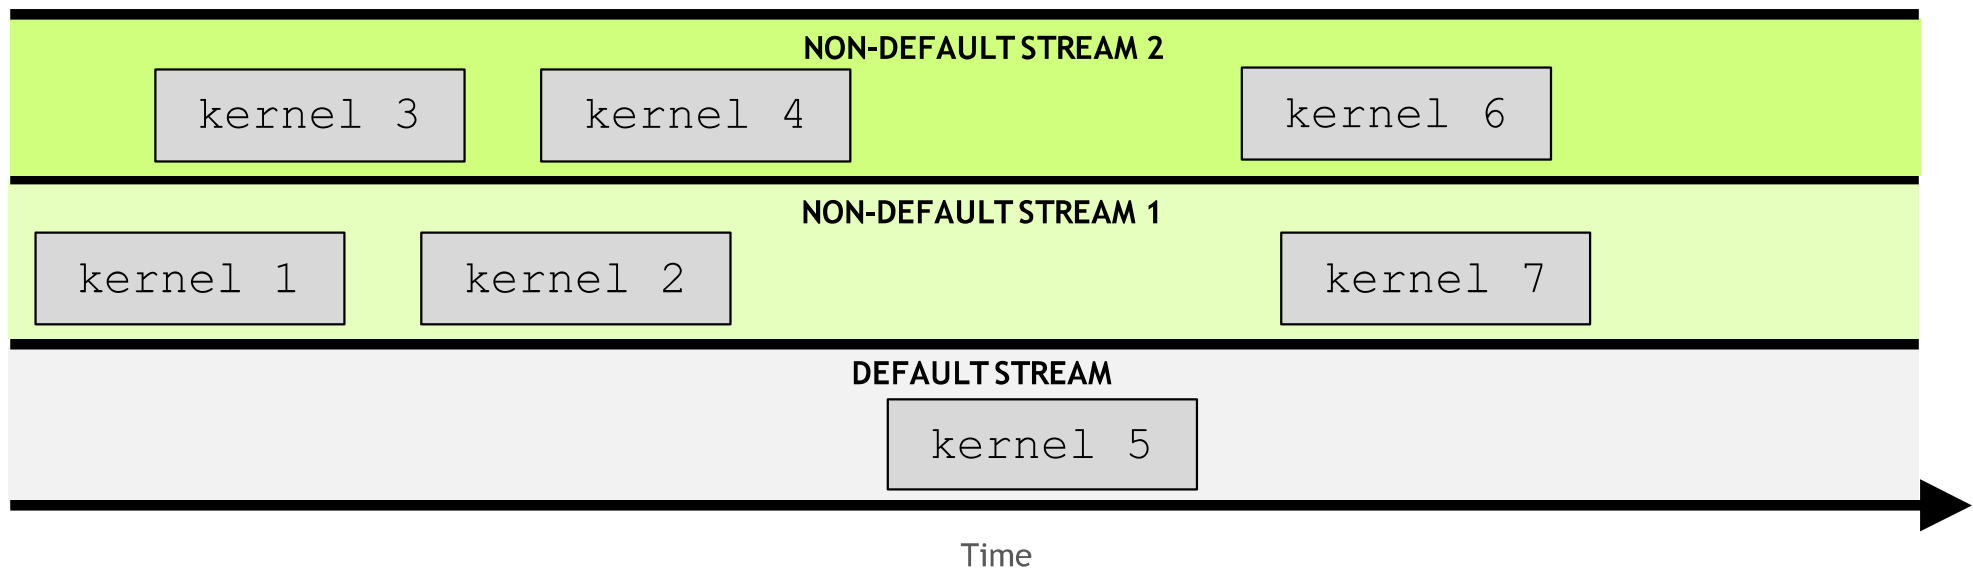 NON-DEFAULT STREAM 2
kernel 3
kernel 4
kernel 6
NON-DEFAULT STREAM 1
kernel 1
kernel 2
kernel 7
DEFAULT STREAM
kernel 5
Time